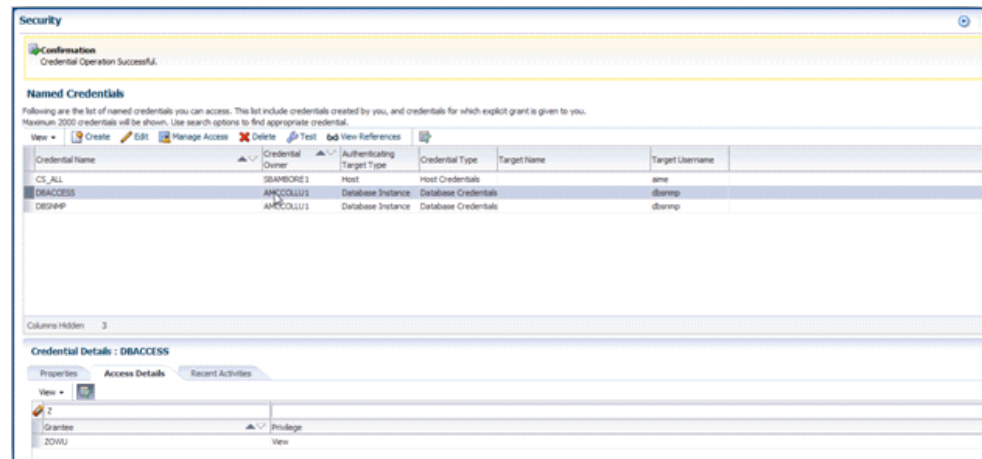 Security
Confirmation
Credential Operation Successful.
Named Credentials
Following are the list of named credentials you can access. This list include credentials created by you, and credentials for which explicit grant is given to you.
Maximum 2000 credentials will be shown. Use search options to find appropriate credential.
View Create Edit Manage Access Delete Test View References
Credential Name Credential Owner Authenticating Target Type Credential Type Target Name Target Username
CS_ALL SBAMBORE1 Host Host Credentials aime
DBACCESS AMCCOLLU1 Database Instance Database Credentials dbsnmp
DBSNMP AMCCOLLU1 Database Instance Database Credentials dbsnmp
Columns Hidden 3
Credential Details : DBACCESS
Properties Access Details Recent Activities
View
Z
Grantee Privilege
ZOWU View